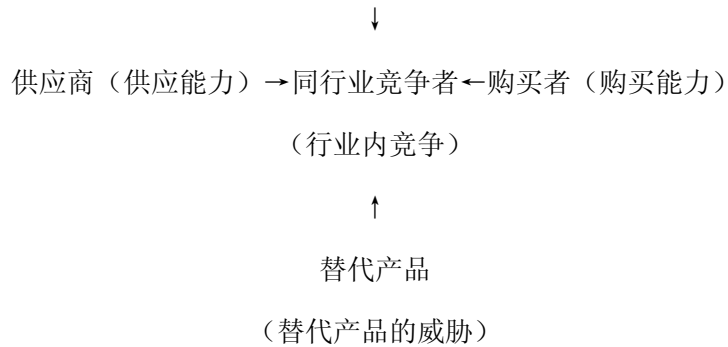 ↓
供应商（供应能力）→同行业竞争者←购买者（购买能力）
（行业内竞争）
↑
替代产品
（替代产品的威胁）